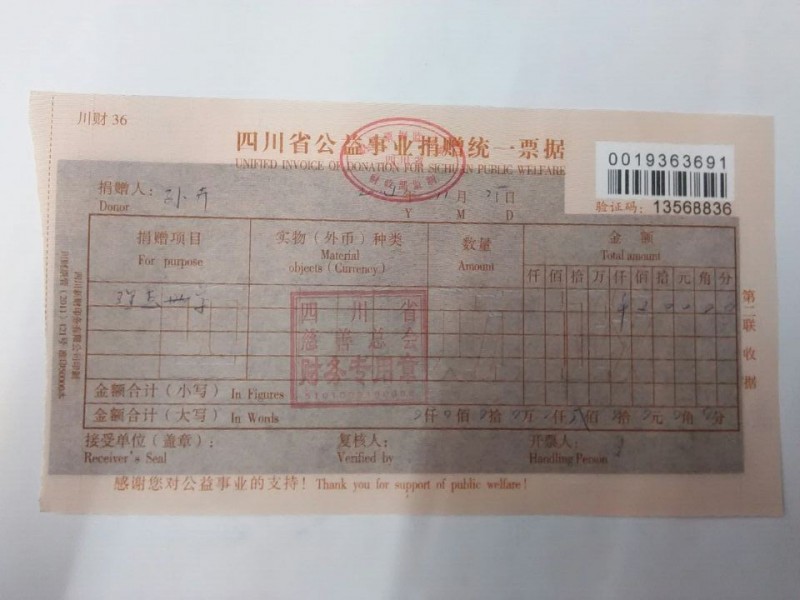 川财 36
四川省公益事业捐赠统一票据
UNIFIED INVOICE OF DONATION FOR SICHUAN PUBLIC WELFARE
0019363691
验证码: 13568836
捐赠人:
Donor
年 月 日
Y M D
捐赠项目 实物（外币）种类 数量 金额
For purpose Material objects (Currency) Amount Total amount
仟 佰 拾 万 仟 佰 拾 元 角 分
四川省
慈善总会
财务专用章
金额合计（小写） In Figures
金额合计（大写） In Words 仟 佰 拾 万 仟 佰 拾 元 角 分
接受单位（盖章）: 复核人: 开票人:
Receiver's Seal Verified by Handling Person
感谢您对公益事业的支持! Thank you for support of public welfare!
第二联 收据